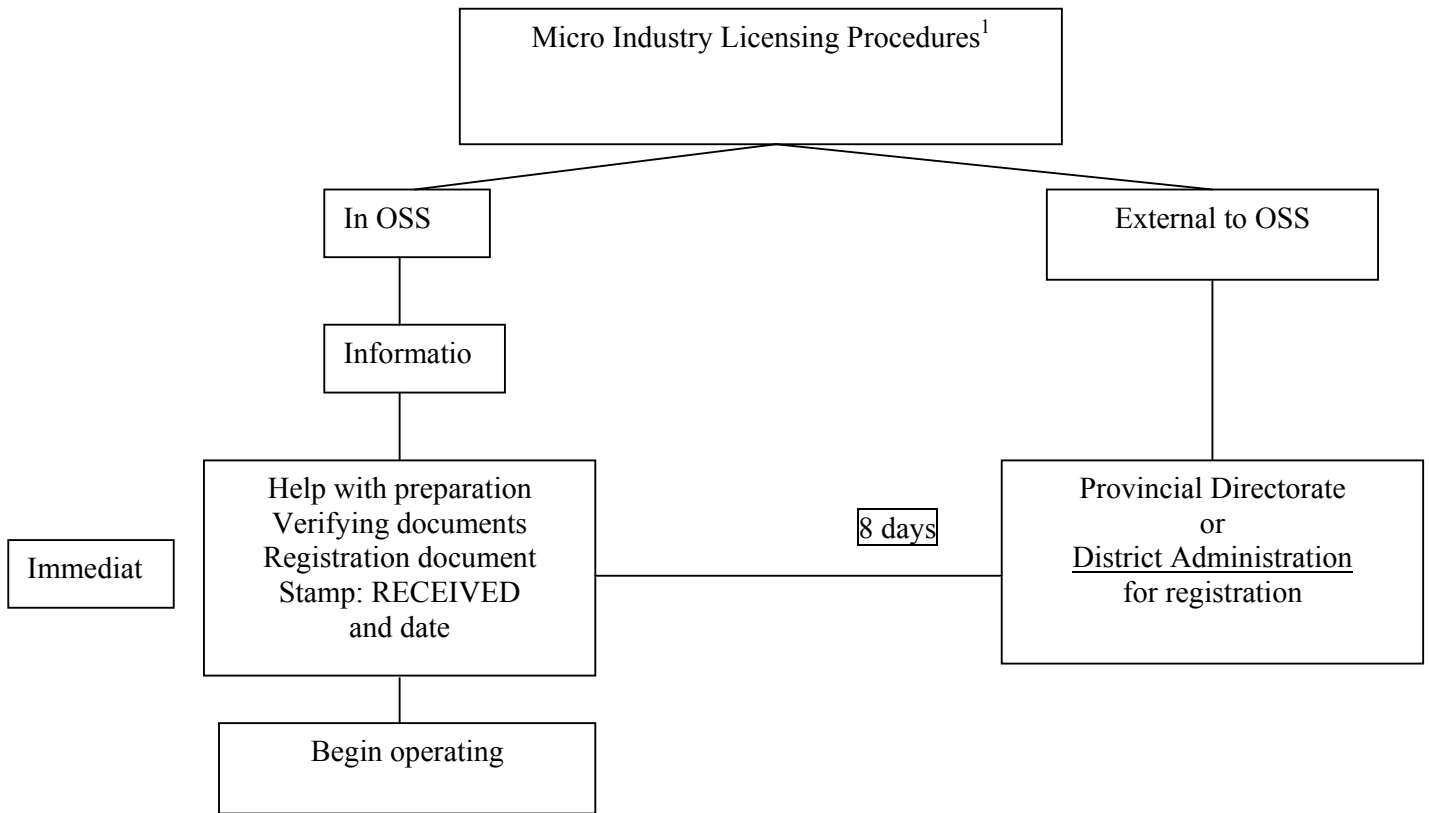 Micro Industry Licensing Procedures1
In OSS
External to OSS
Informatio
Help with preparation
Verifying documents
Registration document
Stamp: RECEIVED
and date
8 days
Provincial Directorate
or
District Administration
for registration
Immediat
Begin operating